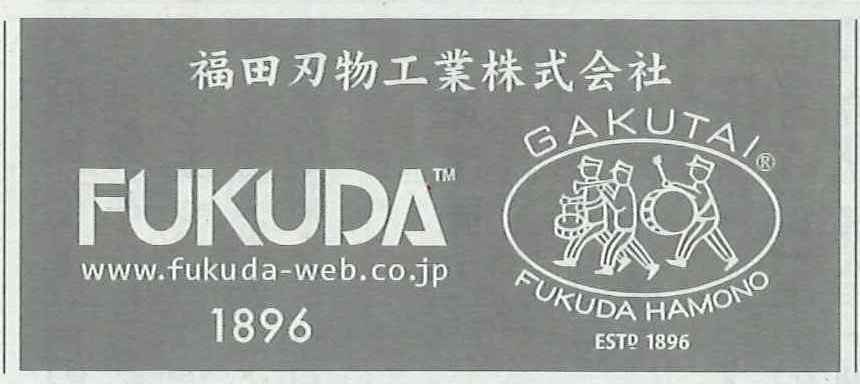 福田刃物工業株式会社
FUKUDA™
www.fukuda-web.co.jp
1896
GAKUTAI®
FUKUDA HAMONO
ESTD 1896